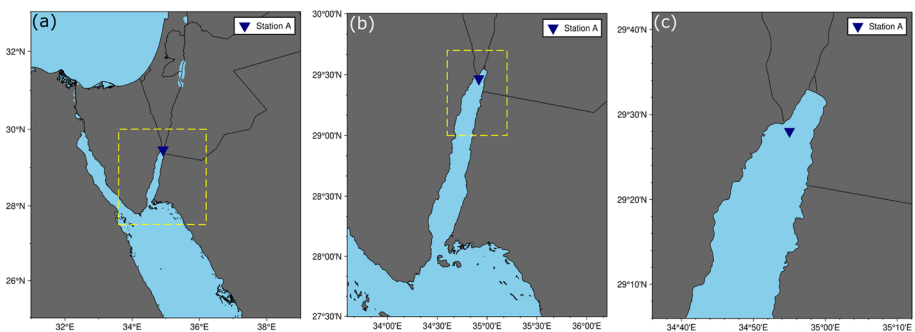 (a)
Station A
32°N
30°N
28°N
26°N
32°E
34°E
36°E
38°E
(b)
Station A
30°00'N
29°30'N
29°00'N
28°30'N
28°00'N
27°30'N
34°00'E
34°30'E
35°00'E
35°30'E
36°00'E
(c)
Station A
29°40'N
29°30'N
29°20'N
29°10'N
34°40'E
34°50'E
35°00'E
35°10'E